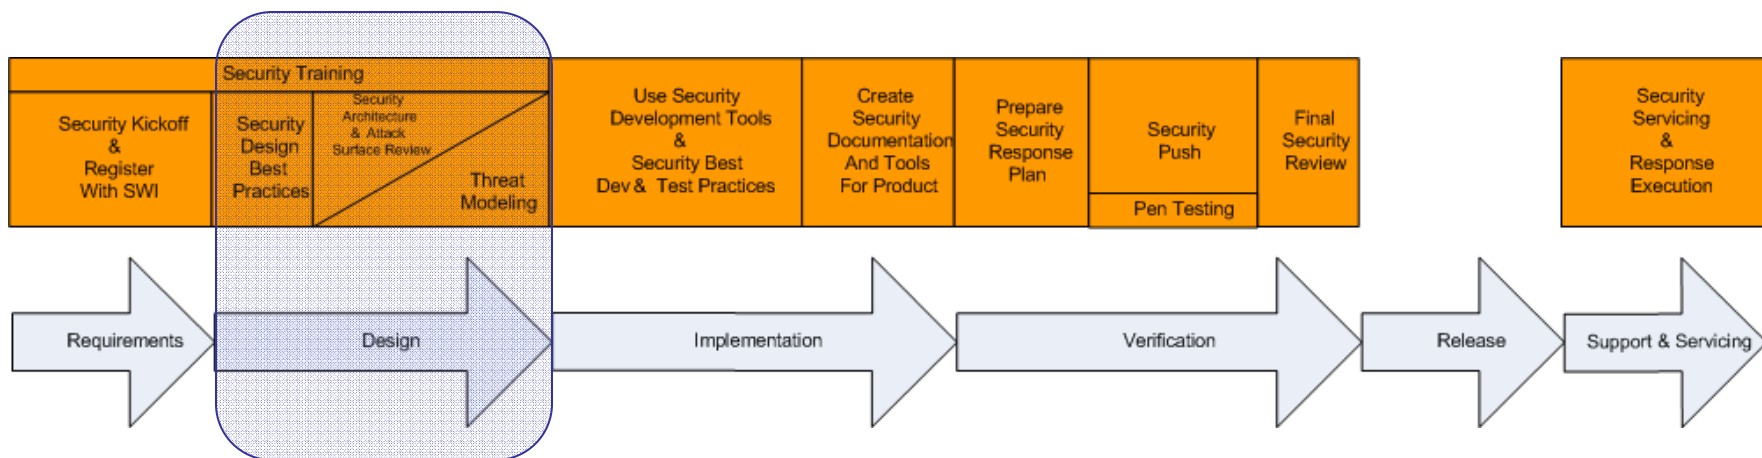 Security Training
Security Kickoff
&
Register
With SWI
Security
Design
Best
Practices
Security
Architecture
& Attack
Surface Review
Threat
Modeling
Use Security
Development Tools
&
Security Best
Dev & Test Practices
Create
Security
Documentation
And Tools
For Product
Prepare
Security
Response
Plan
Security
Push
Pen Testing
Final
Security
Review
Security
Servicing
&
Response
Execution
Requirements
Design
Implementation
Verification
Release
Support & Servicing